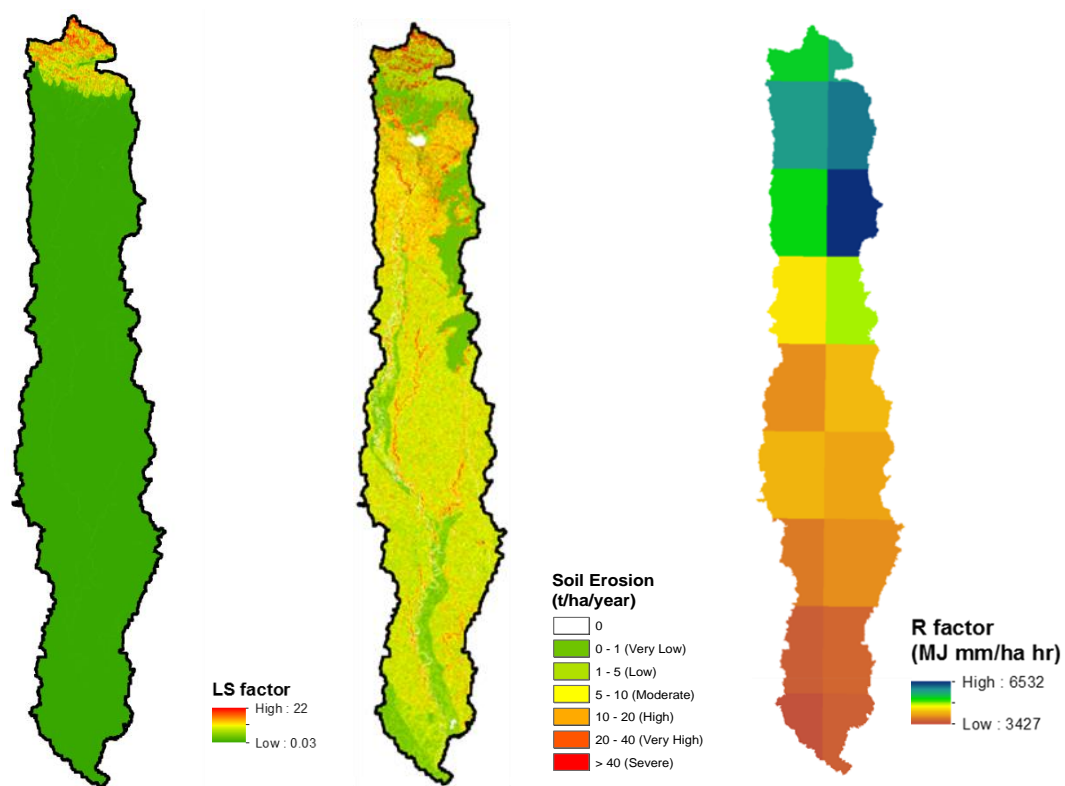 LS factor
High : 22
Low : 0.03
Soil Erosion
(t/ha/year)
0
0 - 1 (Very Low)
1 - 5 (Low)
5 - 10 (Moderate)
10 - 20 (High)
20 - 40 (Very High)
> 40 (Severe)
R factor
(MJ mm/ha hr)
High : 6532
Low : 3427